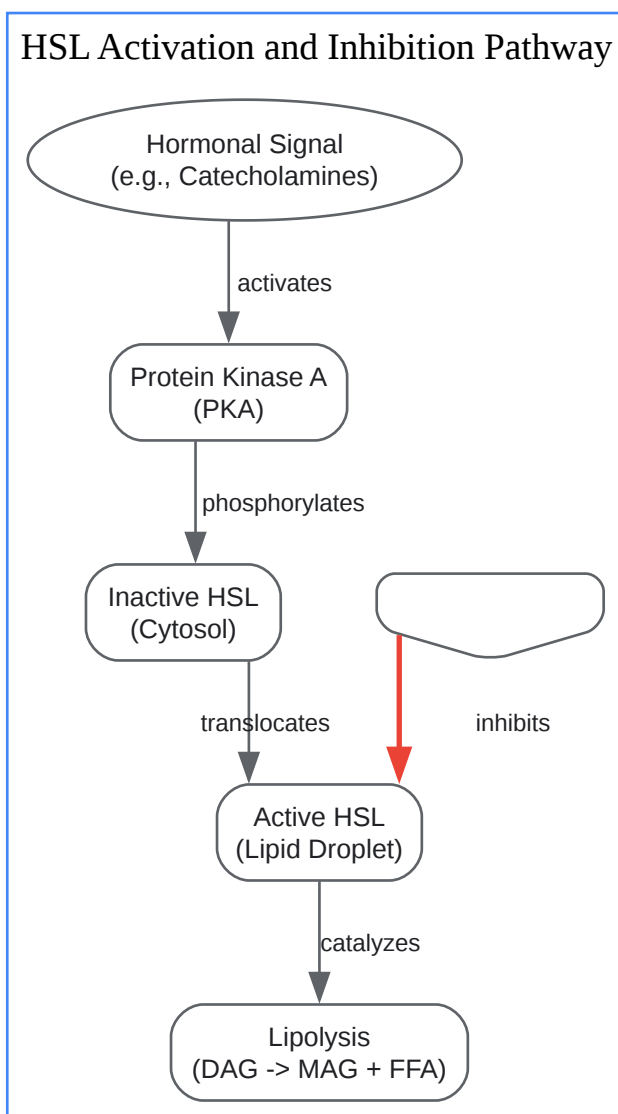 HSL Activation and Inhibition Pathway
Hormonal Signal
(e.g., Catecholamines)
activates
Protein Kinase A
(PKA)
phosphorylates
Inactive HSL
(Cytosol)
translocates
inhibits
Active HSL
(Lipid Droplet)
catalyzes
Lipolysis
(DAG -> MAG + FFA)